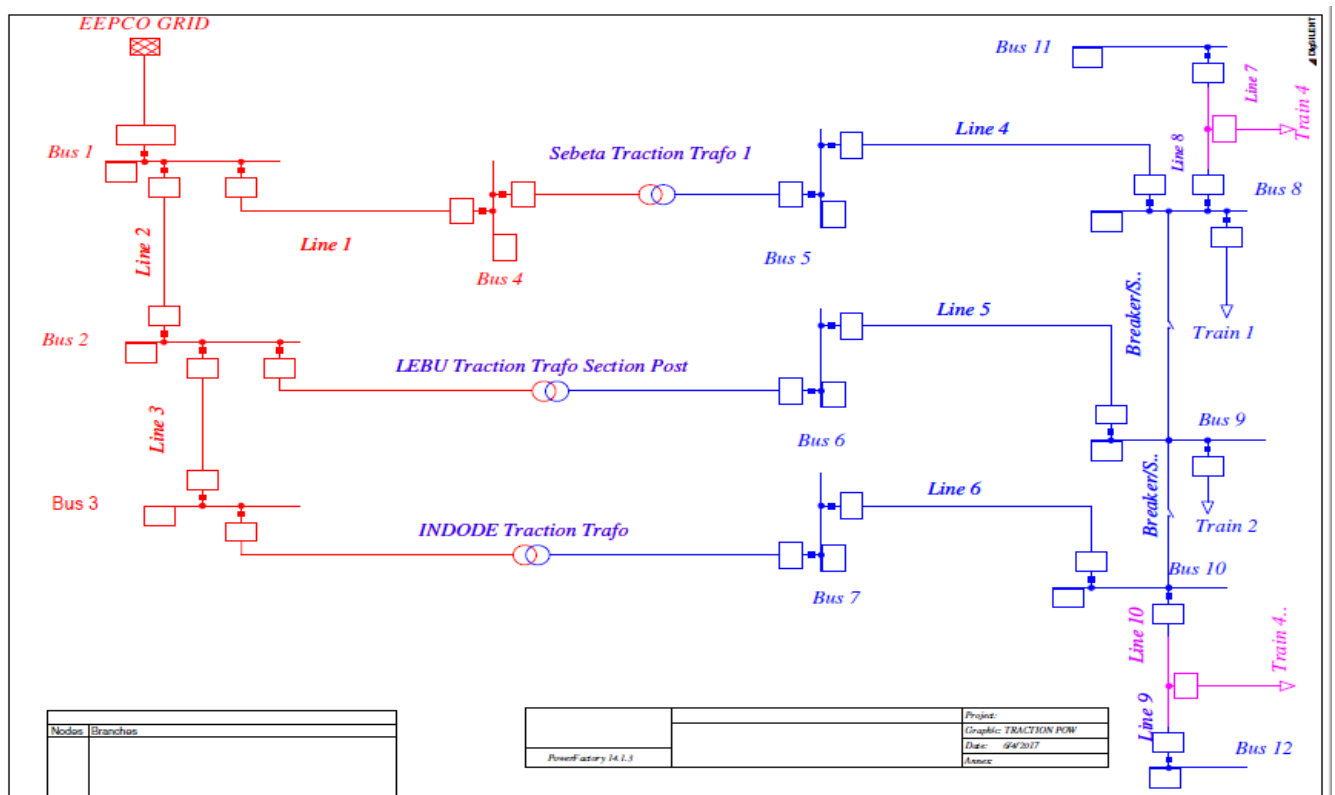 EEPCO GRID
DIgSILENT
Bus 11
Line 7
Train 4
Bus 1
Sebeta Traction Trafo 1
Line 4
Line 8
Bus 8
Line 2
Line 1
Bus 4
Bus 5
Breaker/S..
Train 1
Bus 2
LEBU Traction Trafo Section Post
Line 5
Bus 6
Bus 9
Line 3
Bus 3
INDODE Traction Trafo
Line 6
Breaker/S..
Train 2
Bus 7
Bus 10
Line 10
Train 4..
Line 9
Bus 12
Nodes Branches
PowerFactory 14.1.3
Project:
Graphic: TRACTION POW
Date: 6/4/2017
Annex: